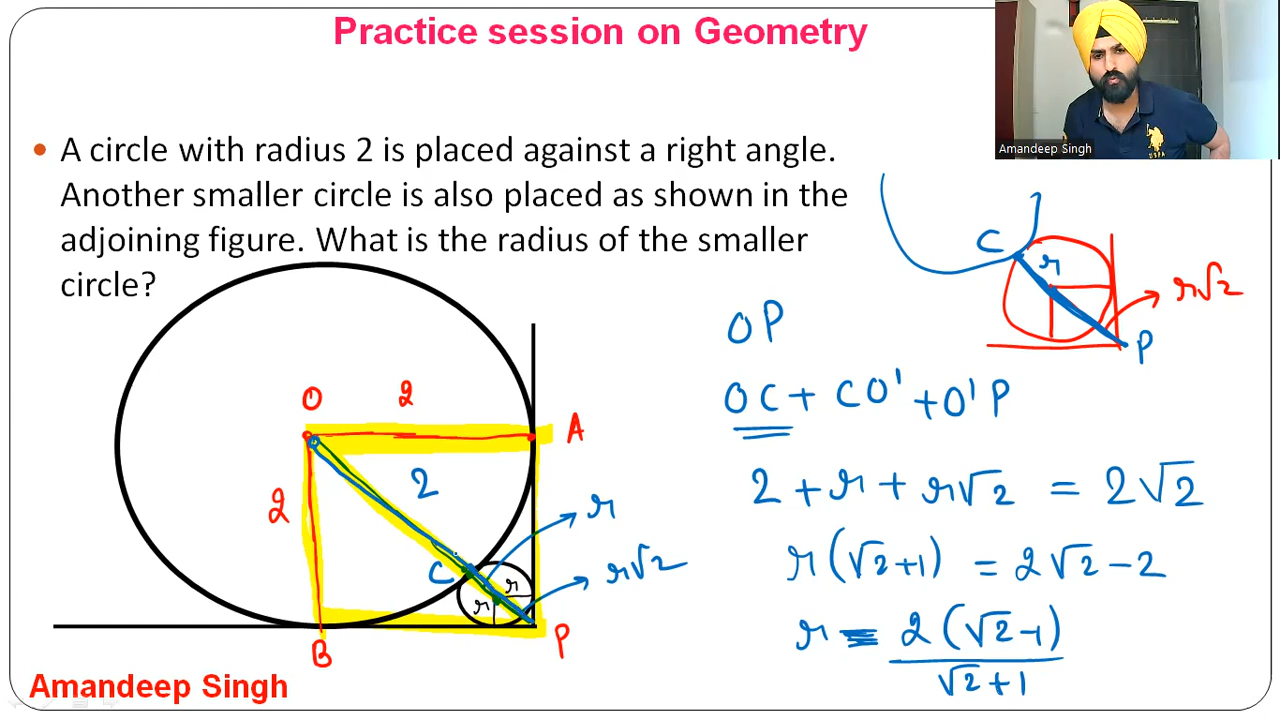 Practice session on Geometry
Amandeep Singh
• A circle with radius 2 is placed against a right angle.
Another smaller circle is also placed as shown in the
adjoining figure. What is the radius of the smaller
circle?
C
r
r√2
P
OP
OC + CO' + O'P
2 + r + r√2 = 2√2
r(√2+1) = 2√2-2
r = 2(√2-1)
√2+1
O
2
A
2
2
r
C
r√2
r
r
P
B
Amandeep Singh